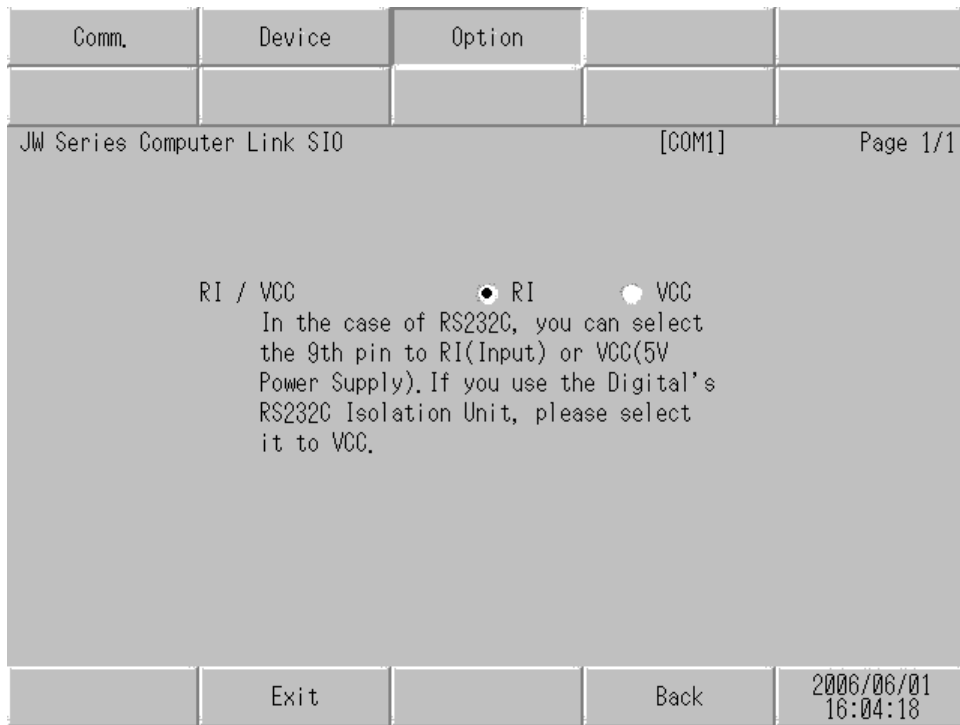 Comm. Device Option
JW Series Computer Link SIO [COM1] Page 1/1
RI / VCC RI VCC
In the case of RS232C, you can select
the 9th pin to RI(Input) or VCC(5V
Power Supply).If you use the Digital's
RS232C Isolation Unit, please select
it to VCC.
Exit Back 2006/06/01
16:04:18